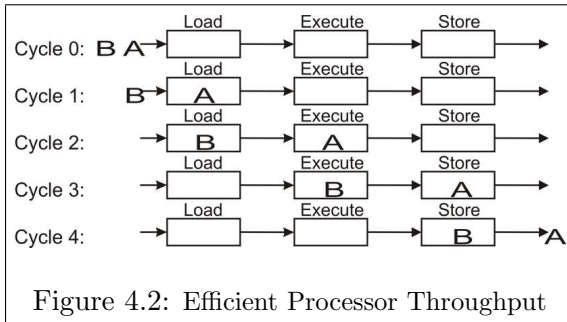 Load Execute Store
Cycle 0: B A
Load Execute Store
Cycle 1: B A
Load Execute Store
Cycle 2: B A
Load Execute Store
Cycle 3: B A
Load Execute Store
Cycle 4: B A
Figure 4.2: Efficient Processor Throughput